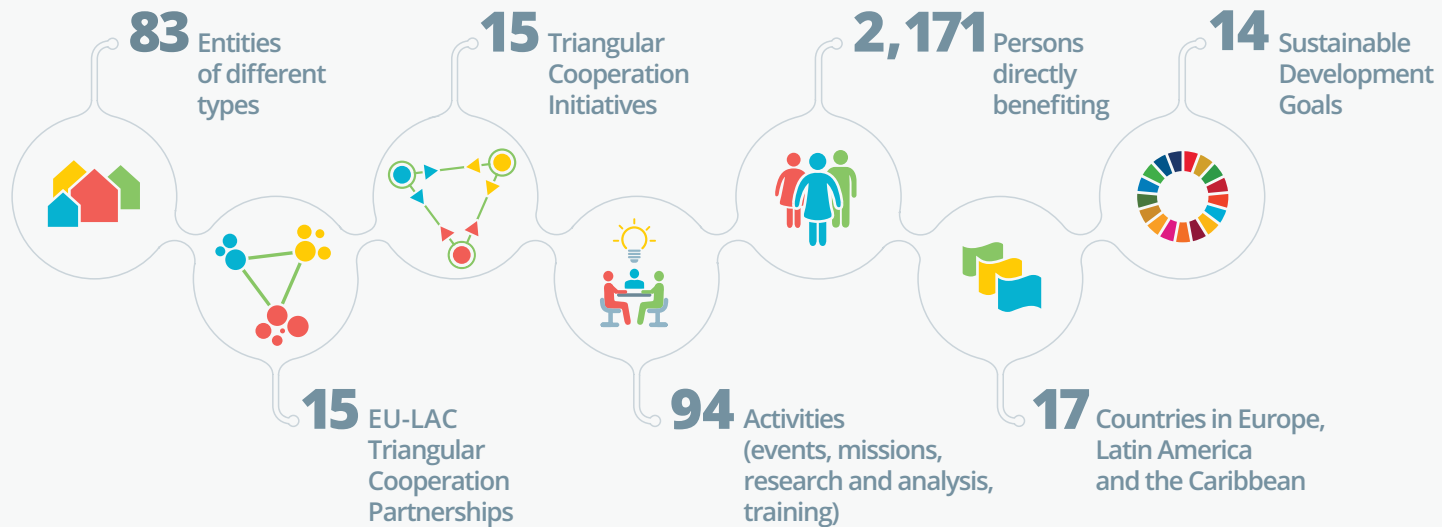 83 Entities
of different
types
15 Triangular
Cooperation
Initiatives
2,171 Persons
directly
benefiting
14 Sustainable
Development
Goals
15 EU-LAC
Triangular
Cooperation
Partnerships
94 Activities
(events, missions,
research and analysis,
training)
17 Countries in Europe,
Latin America
and the Caribbean